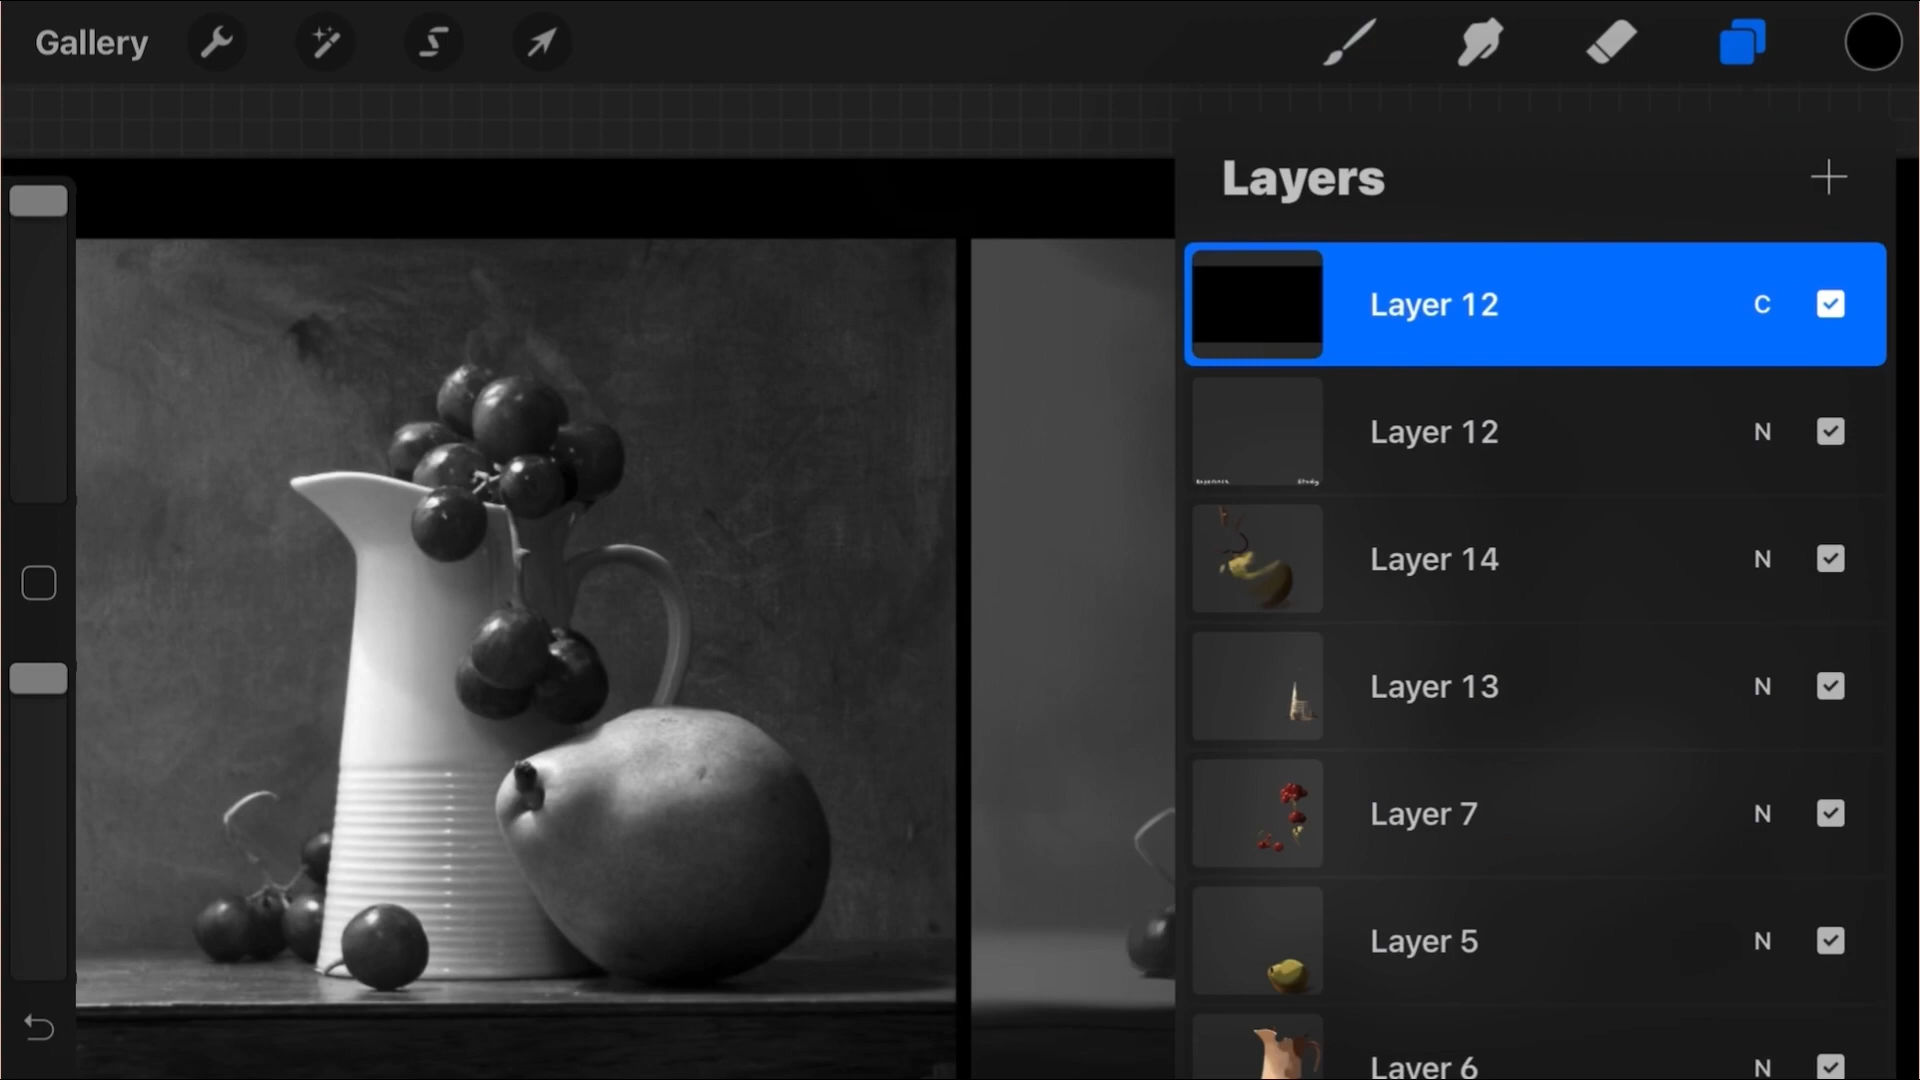 Gallery
Layers
Layer 12 C
Layer 12 N
Layer 14 N
Layer 13 N
Layer 7 N
Layer 5 N
Layer 6 N